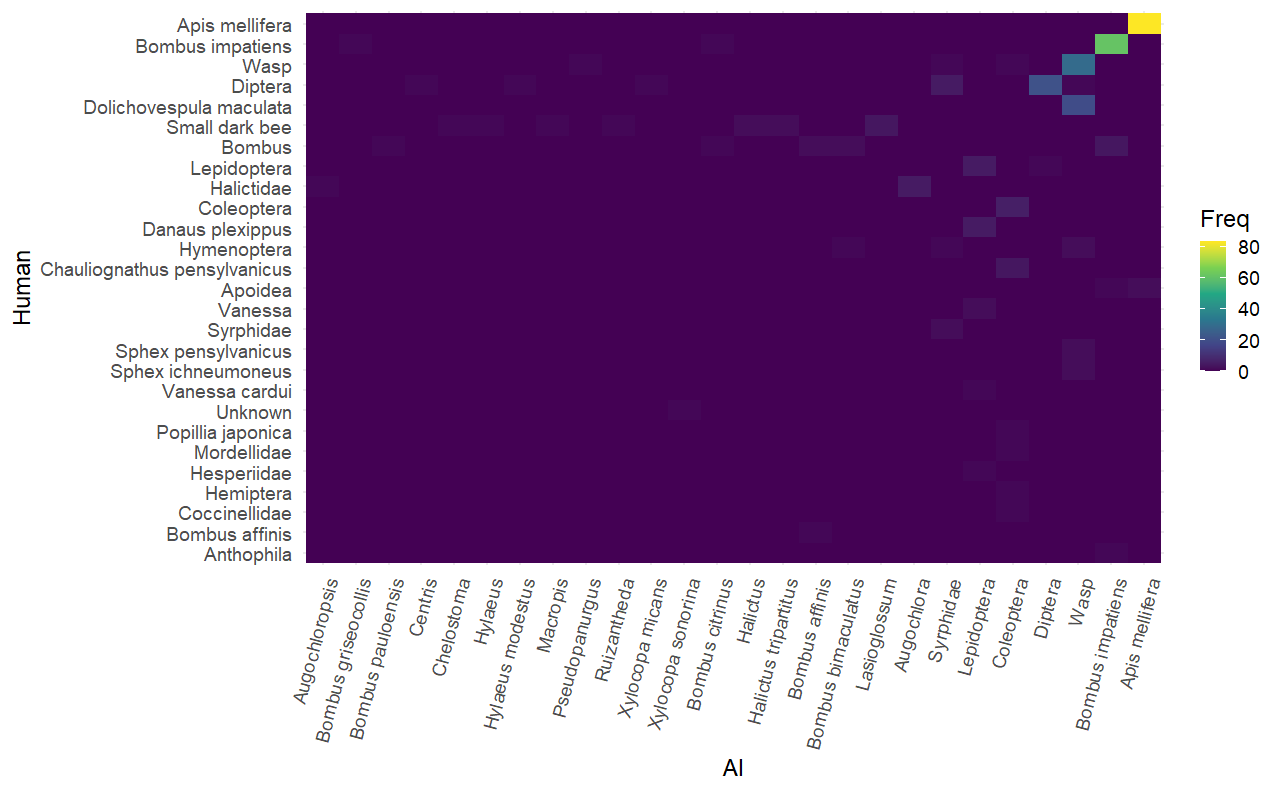 Apis mellifera
Bombus impatiens
Wasp
Diptera
Dolichovespula maculata
Small dark bee
Bombus
Lepidoptera
Halictidae
Coleoptera
Danaus plexippus
Hymenoptera
Chauliognathus pensylvanicus
Apoidea
Vanessa
Syrphidae
Sphex pensylvanicus
Sphex ichneumoneus
Vanessa cardui
Unknown
Popillia japonica
Mordellidae
Hesperiidae
Hemiptera
Coccinellidae
Bombus affinis
Anthophila
Human
Augochloropsis
Bombus griseocollis
Bombus pauloensis
Centris
Chelostoma
Hylaeus
Hylaeus modestus
Macropis
Pseudopanurgus
Ruizantheda
Xylocopa micans
Xylocopa sonorina
Bombus citrinus
Halictus
Halictus tripartitus
Bombus affinis
Bombus bimaculatus
Lasioglossum
Augochlora
Syrphidae
Lepidoptera
Coleoptera
Diptera
Wasp
Bombus impatiens
Apis mellifera
AI
Freq
80
60
40
20
0